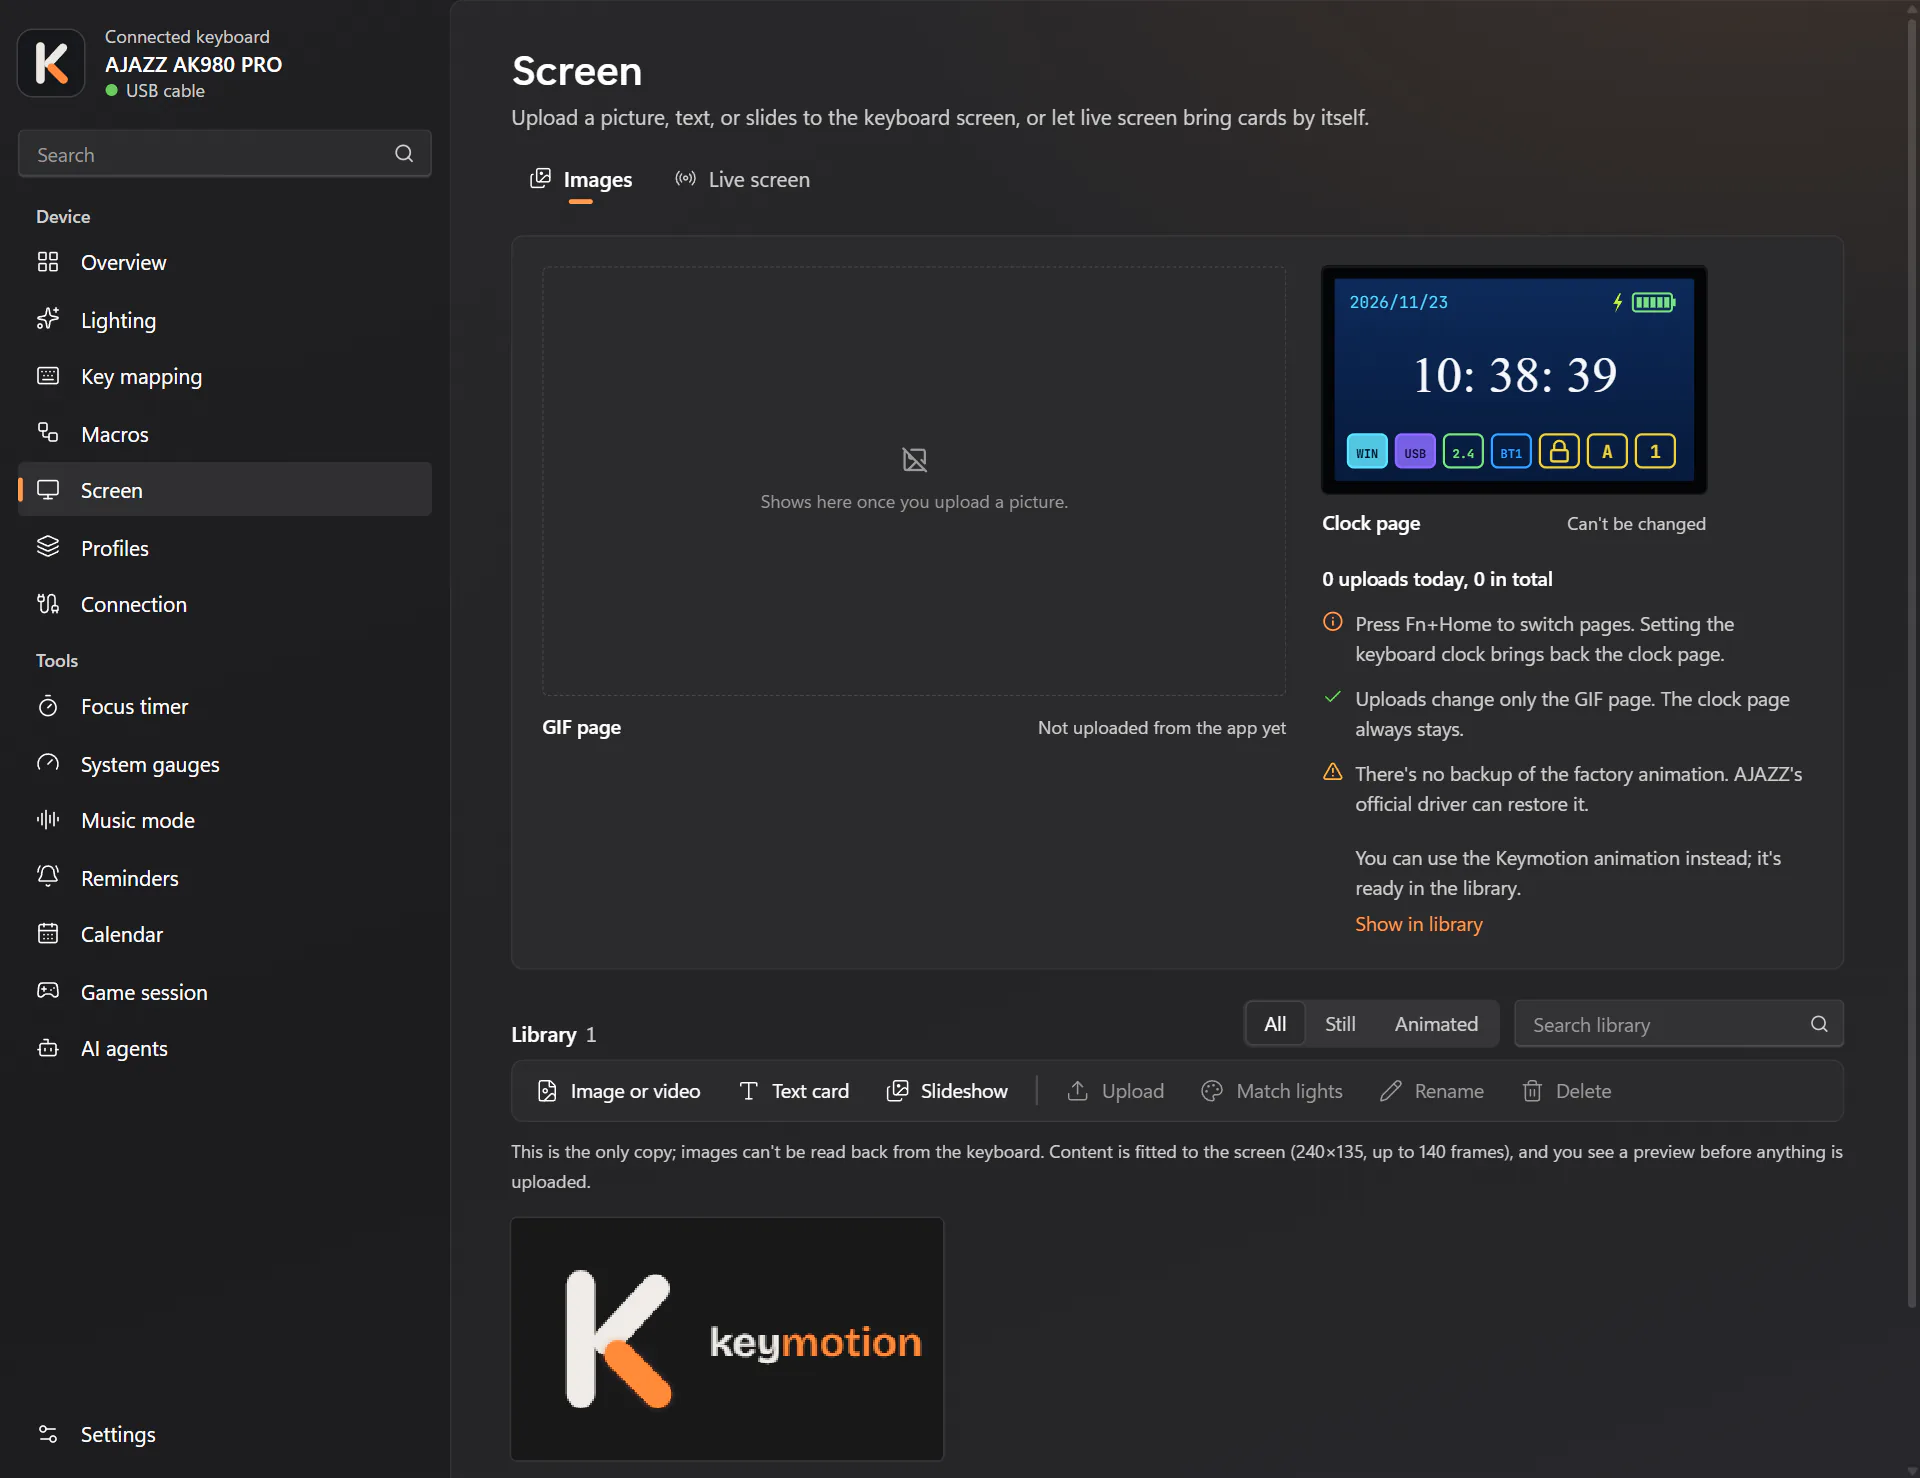 Connected keyboard
AJAZZ AK980 PRO
USB cable
Search
Device
Overview
Lighting
Key mapping
Macros
Screen
Profiles
Connection
Tools
Focus timer
System gauges
Music mode
Reminders
Calendar
Game session
AI agents
Settings
Screen
Upload a picture, text, or slides to the keyboard screen, or let live screen bring cards by itself.
Images
Live screen
Shows here once you upload a picture.
GIF page
Not uploaded from the app yet
2026/11/23
10: 38: 39
WIN USB 2.4 BT1 A 1
Clock page
Can't be changed
0 uploads today, 0 in total
Press Fn+Home to switch pages. Setting the
keyboard clock brings back the clock page.
Uploads change only the GIF page. The clock page
always stays.
There's no backup of the factory animation. AJAZZ's
official driver can restore it.
You can use the Keymotion animation instead; it's
ready in the library.
Show in library
Library 1
All
Still
Animated
Search library
Image or video
Text card
Slideshow
Upload
Match lights
Rename
Delete
This is the only copy; images can't be read back from the keyboard. Content is fitted to the screen (240×135, up to 140 frames), and you see a preview before anything is
uploaded.
keymotion